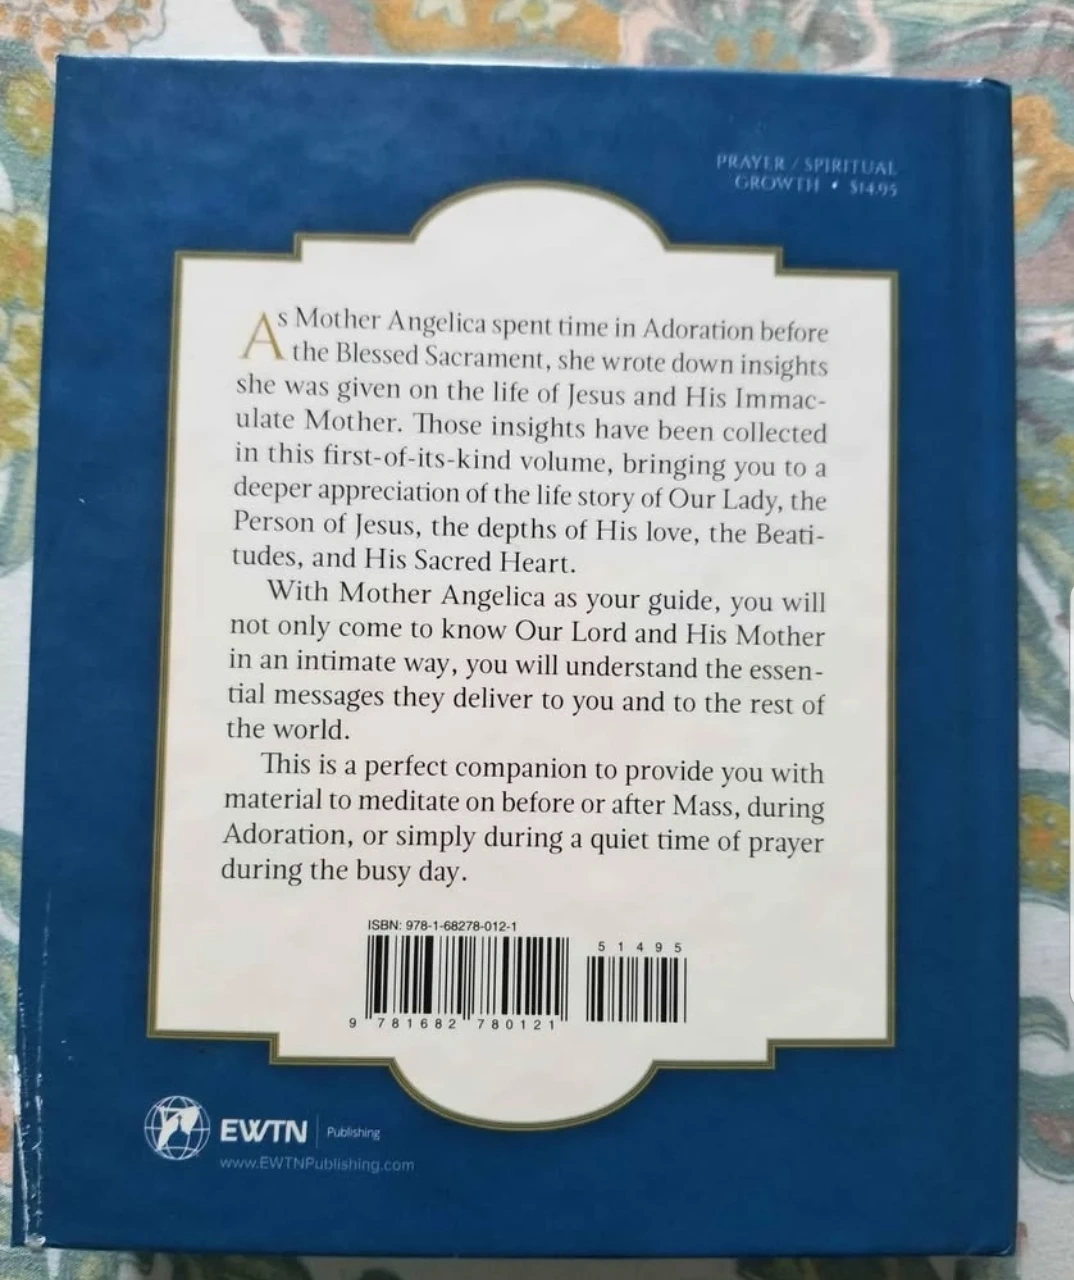 PRAYER / SPIRITUAL
GROWTH • $14.95
As Mother Angelica spent time in Adoration before
the Blessed Sacrament, she wrote down insights
she was given on the life of Jesus and His Immac-
ulate Mother. Those insights have been collected
in this first-of-its-kind volume, bringing you to a
deeper appreciation of the life story of Our Lady, the
Person of Jesus, the depths of His love, the Beati-
tudes, and His Sacred Heart.
With Mother Angelica as your guide, you will
not only come to know Our Lord and His Mother
in an intimate way, you will understand the essen-
tial messages they deliver to you and to the rest of
the world.
This is a perfect companion to provide you with
material to meditate on before or after Mass, during
Adoration, or simply during a quiet time of prayer
during the busy day.
ISBN: 978-1-68278-012-1
5 1 4 9 5
9 781682 780121
EWTN Publishing
www.EWTNPublishing.com